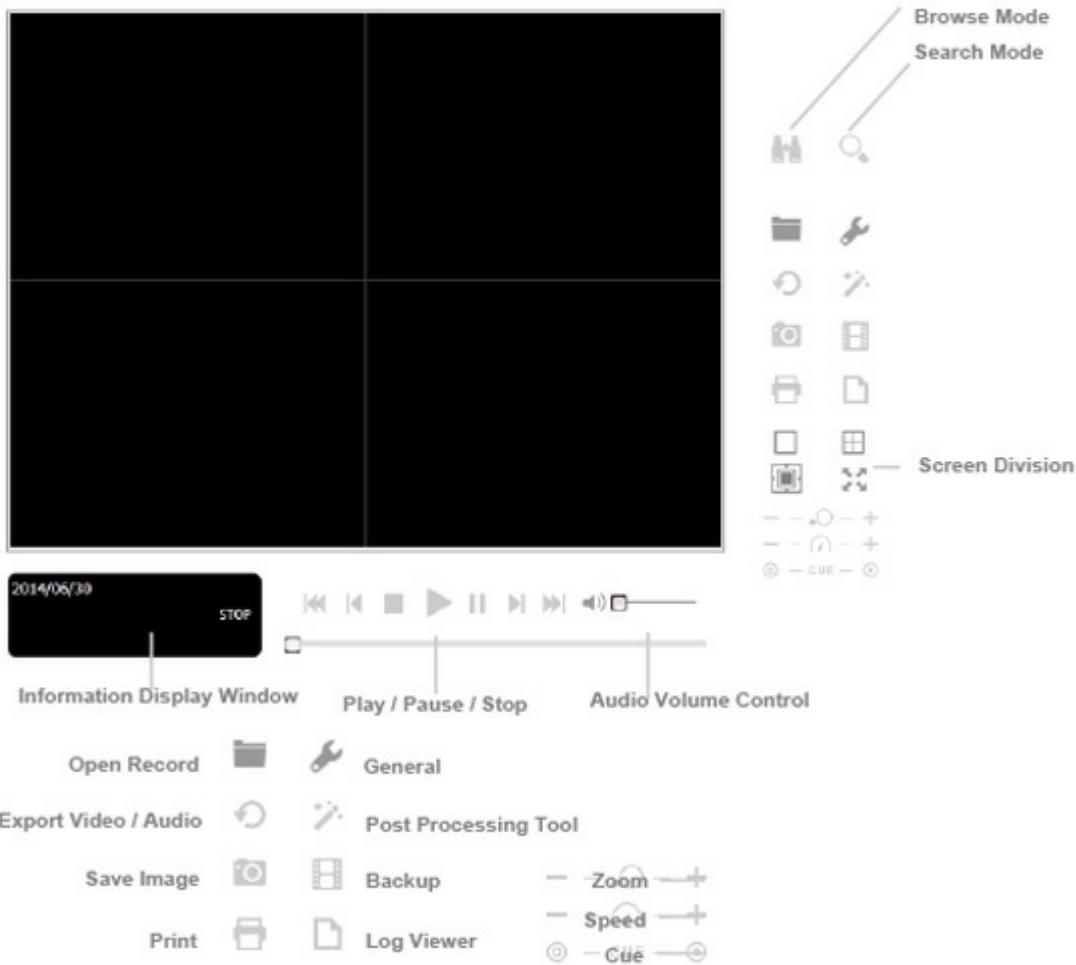 Browse Mode
Search Mode
Screen Division
CUE
2014/06/30
STOP
Information Display Window
Play / Pause / Stop
Audio Volume Control
Open Record
General
Export Video / Audio
Post Processing Tool
Save Image
Backup
Zoom
Print
Log Viewer
Speed
Cue